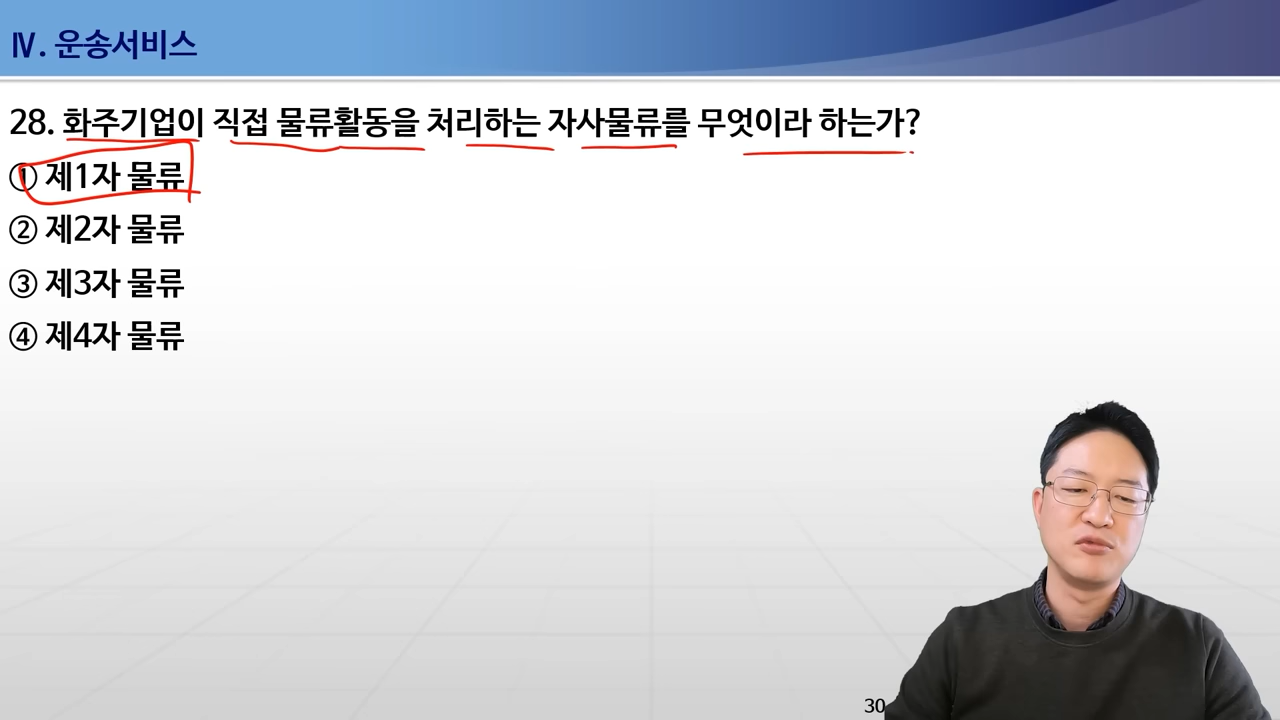 Ⅳ. 운송서비스
28. 화주기업이 직접 물류활동을 처리하는 자사물류를 무엇이라 하는가?
① 제1자 물류
② 제2자 물류
③ 제3자 물류
④ 제4자 물류
30